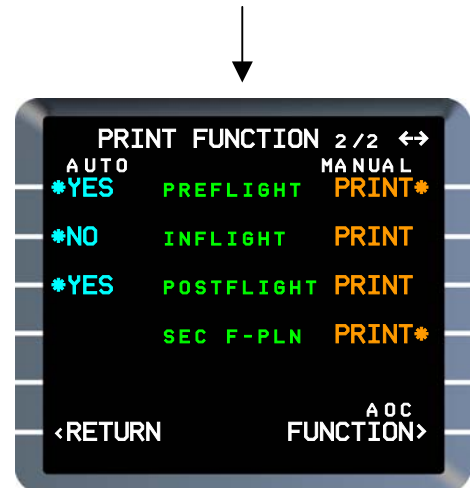 PRINT FUNCTION 2/2 ←→
AUTO MANUAL
*YES PREFLIGHT PRINT*
*NO INFLIGHT PRINT
*YES POSTFLIGHT PRINT
SEC F-PLN PRINT*
AOC
<RETURN FUNCTION>